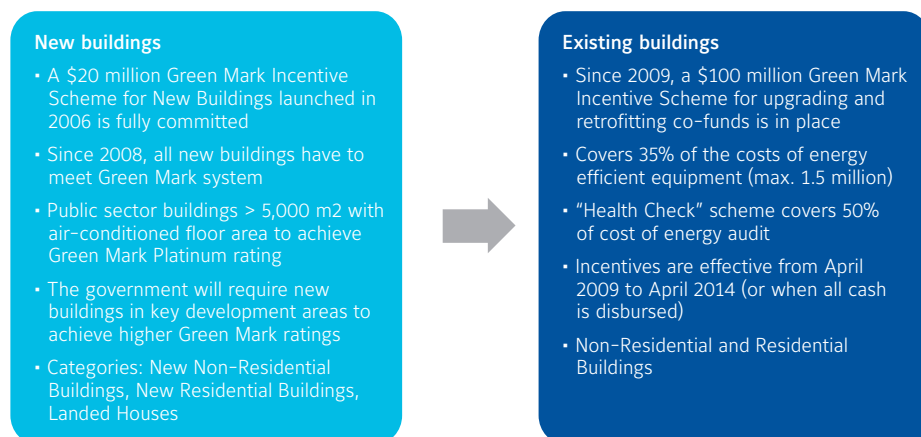 New buildings
• A $20 million Green Mark Incentive
Scheme for New Buildings launched in
2006 is fully committed
• Since 2008, all new buildings have to
meet Green Mark system
• Public sector buildings > 5,000 m2 with
air-conditioned floor area to achieve
Green Mark Platinum rating
• The government will require new
buildings in key development areas to
achieve higher Green Mark ratings
• Categories: New Non-Residential
Buildings, New Residential Buildings,
Landed Houses
Existing buildings
• Since 2009, a $100 million Green Mark
Incentive Scheme for upgrading and
retrofitting co-funds is in place
• Covers 35% of the costs of energy
efficient equipment (max. 1.5 million)
• “Health Check” scheme covers 50%
of cost of energy audit
• Incentives are effective from April
2009 to April 2014 (or when all cash
is disbursed)
• Non-Residential and Residential
Buildings